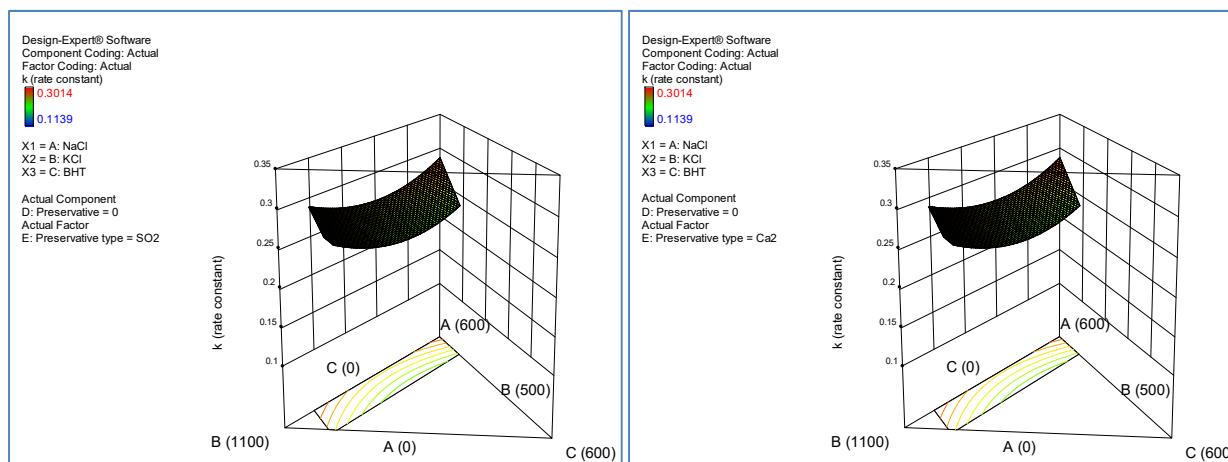 Design-Expert® Software
Component Coding: Actual
Factor Coding: Actual
k (rate constant)
0.3014
0.1139
X1 = A: NaCl
X2 = B: KCl
X3 = C: BHT
Actual Component
D: Preservative = 0
Actual Factor
E: Preservative type = SO2
0.35
0.3
0.25
0.2
0.15
0.1
k (rate constant)
A (600)
C (0)
B (500)
B (1100)
A (0)
C (600)
Design-Expert® Software
Component Coding: Actual
Factor Coding: Actual
k (rate constant)
0.3014
0.1139
X1 = A: NaCl
X2 = B: KCl
X3 = C: BHT
Actual Component
D: Preservative = 0
Actual Factor
E: Preservative type = Ca2
0.35
0.3
0.25
0.2
0.15
0.1
k (rate constant)
A (600)
C (0)
B (500)
B (1100)
A (0)
C (600)